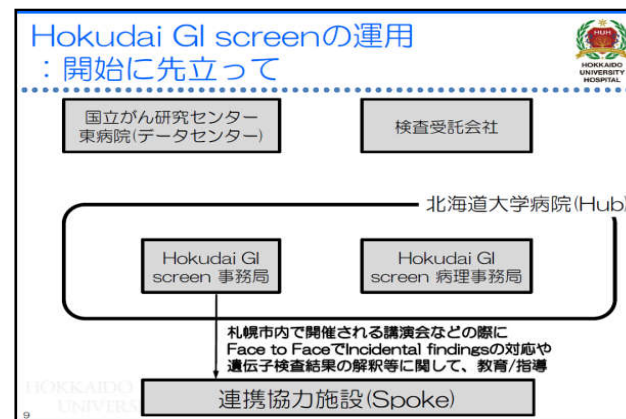 Hokudai GI screenの運用
：開始に先立って
HUH
HOKKAIDO
UNIVERSITY
HOSPITAL
国立がん研究センター
東病院(データセンター)
検査受託会社
北海道大学病院(Hub)
Hokudai GI
screen 事務局
Hokudai GI
screen 病理事務局
札幌市内で開催される講演会などの際に
Face to FaceでIncidental findingsの対応や
遺伝子検査結果の解釈等に関して、教育/指導
連携協力施設(Spoke)
HOKKAIDO
UNIVERS
9